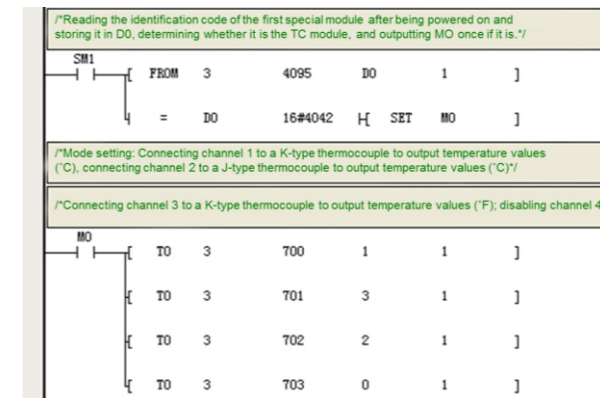 /*Reading the identification code of the first special module after being powered on and
storing it in D0, determining whether it is the TC module, and outputting MO once if it is.*/
SM1
[ FROM 3 4095 D0 1 ]
= D0 16#4042 [ SET M0 ]
/*Mode setting: Connecting channel 1 to a K-type thermocouple to output temperature values
(°C), connecting channel 2 to a J-type thermocouple to output temperature values (°C)*/
/*Connecting channel 3 to a K-type thermocouple to output temperature values (°F); disabling channel 4
M0
[ TO 3 700 1 1 ]
[ TO 3 701 3 1 ]
[ TO 3 702 2 1 ]
[ TO 3 703 0 1 ]